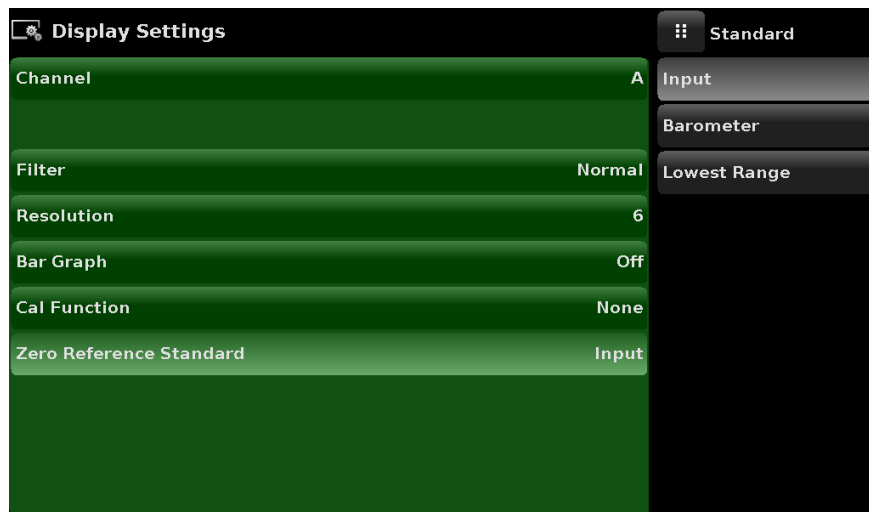 Display Settings
Channel A
Filter Normal
Resolution 6
Bar Graph Off
Cal Function None
Zero Reference Standard Input
Standard
Input
Barometer
Lowest Range